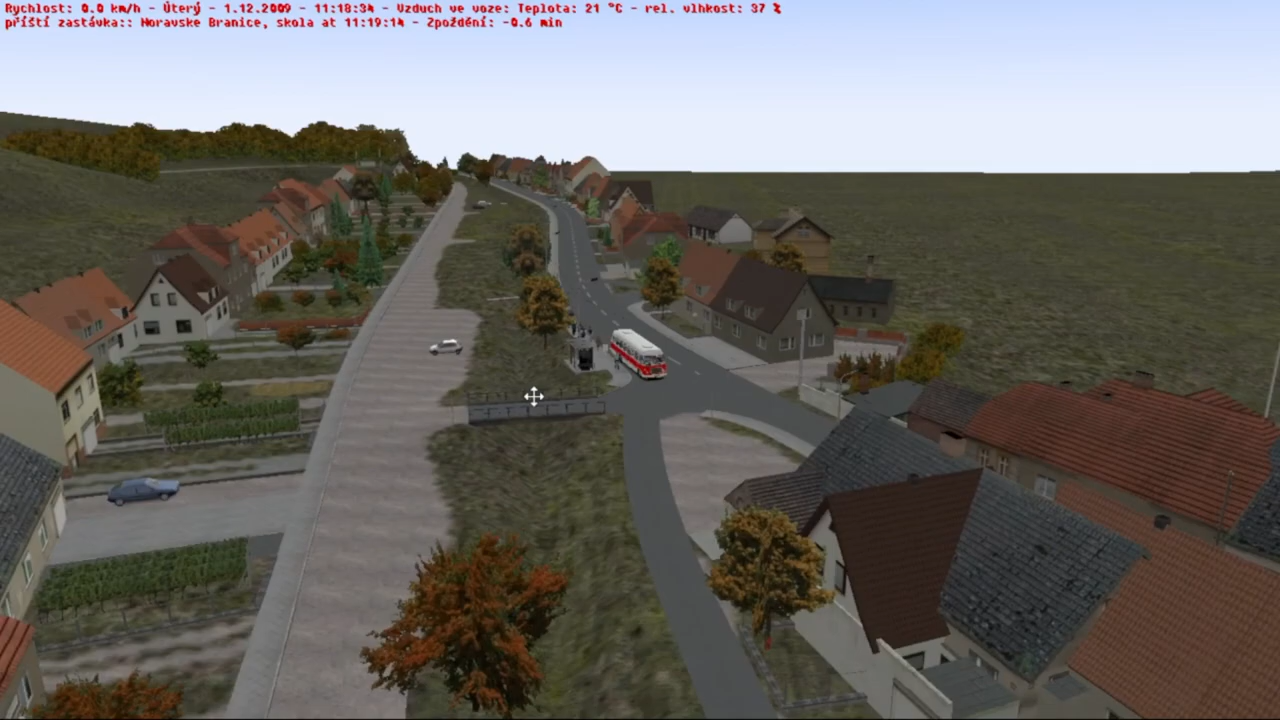 Rychlost: 0.0 km/h - Úterý - 1.12.2009 - 11:18:34 - Vzduch ve voze: Teplota: 21 °C - rel. vlhkost: 37 %
příští zastávka:: Moravske Branice, skola at 11:19:14 - Zpoždění: -0.6 min